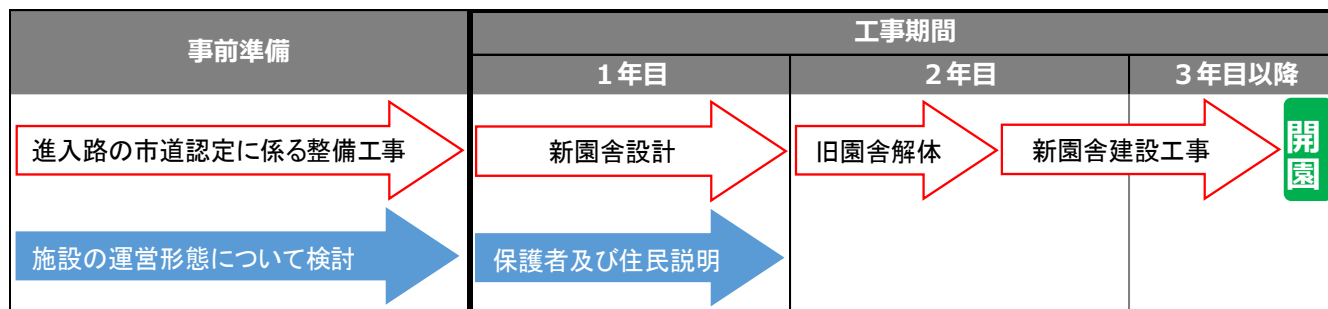 事前準備
工事期間
１年目
２年目
３年目以降
進入路の市道認定に係る整備工事
新園舎設計
旧園舎解体
新園舎建設工事
開園
施設の運営形態について検討
保護者及び住民説明